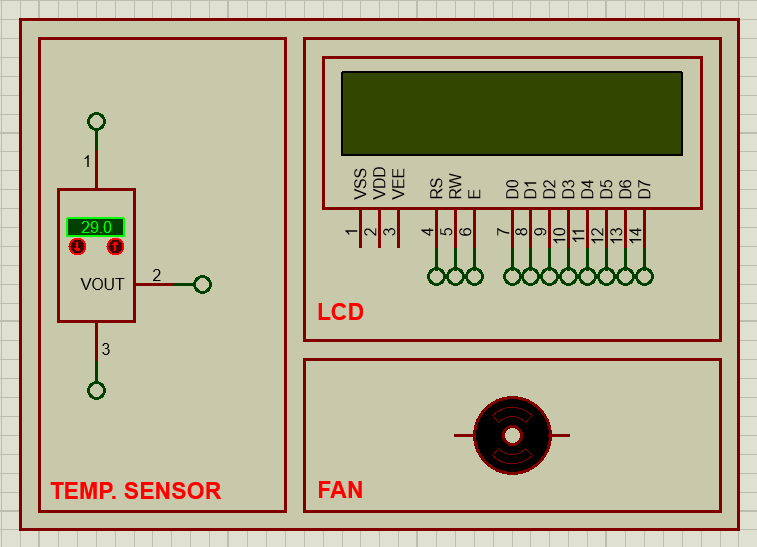 1
29.0
VOUT
2
3
TEMP. SENSOR
VSS VDD VEE RS RW E D0 D1 D2 D3 D4 D5 D6 D7
1 2 3 4 5 6 7 8 9 10 11 12 13 14
LCD
FAN